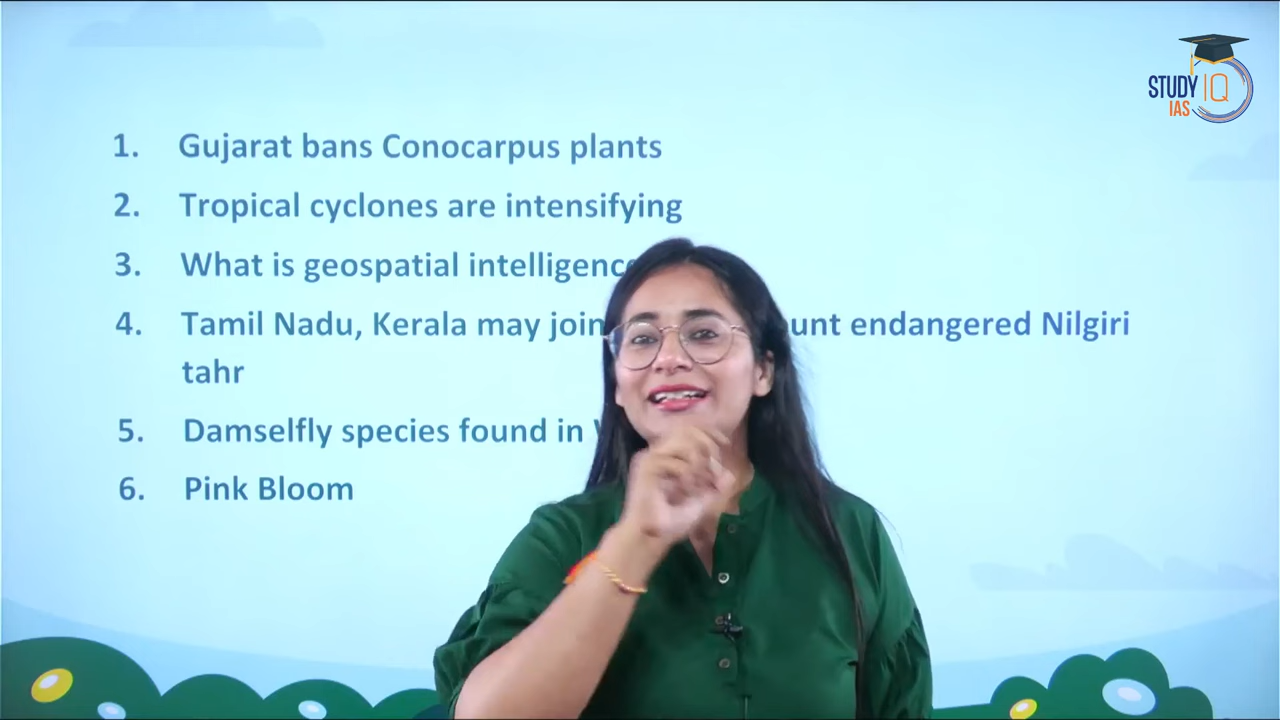 STUDY IQ
IAS
1. Gujarat bans Conocarpus plants
2. Tropical cyclones are intensifying
3. What is geospatial intelligence
4. Tamil Nadu, Kerala may join endangered Nilgiri
tahr
5. Damselfly species found in
6. Pink Bloom